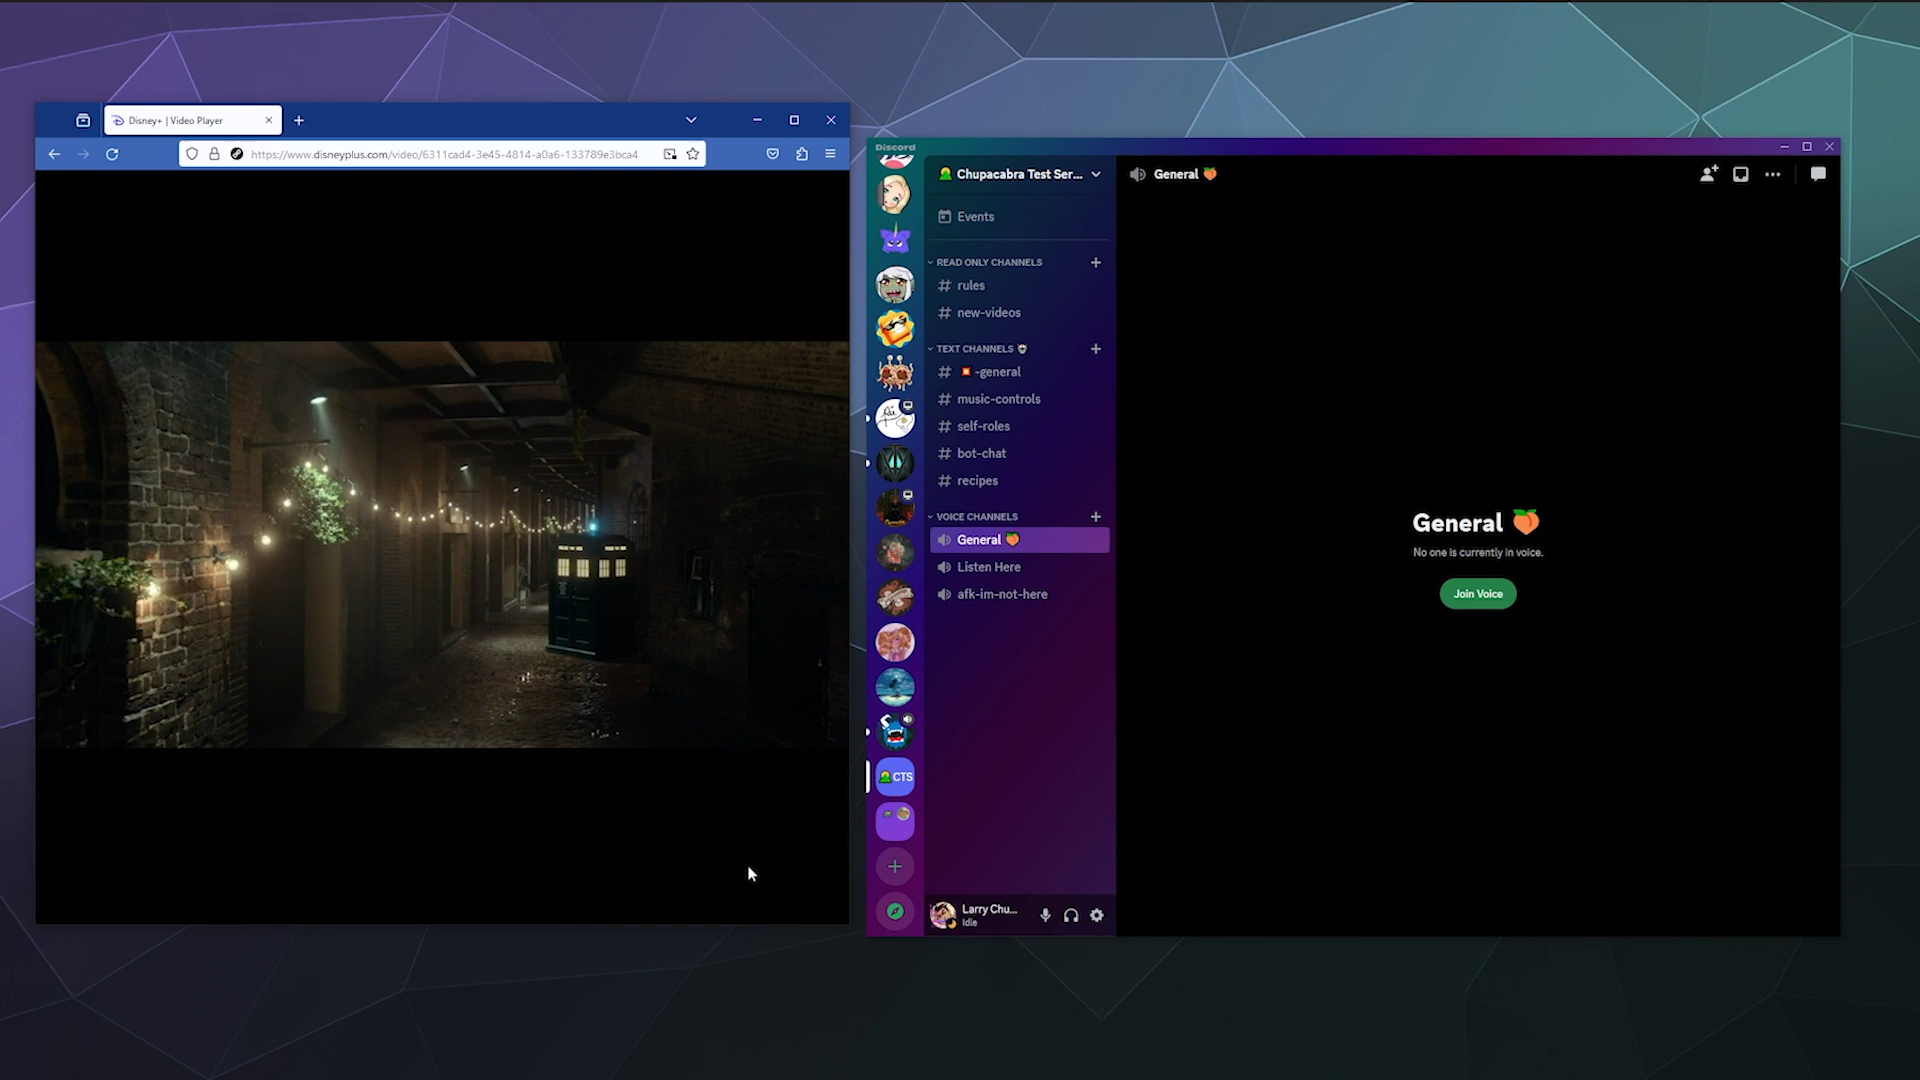 Disney+ | Video Player
https://www.disneyplus.com/video/6311cad4-3e45-4814-a0a6-133789e3bca4
Discord
Chupacabra Test Ser...
Events
READ ONLY CHANNELS
rules
new-videos
TEXT CHANNELS
-general
music-controls
self-roles
bot-chat
recipes
VOICE CHANNELS
General
Listen Here
afk-im-not-here
CTS
Larry Chu...
Idle
General
General
No one is currently in voice.
Join Voice